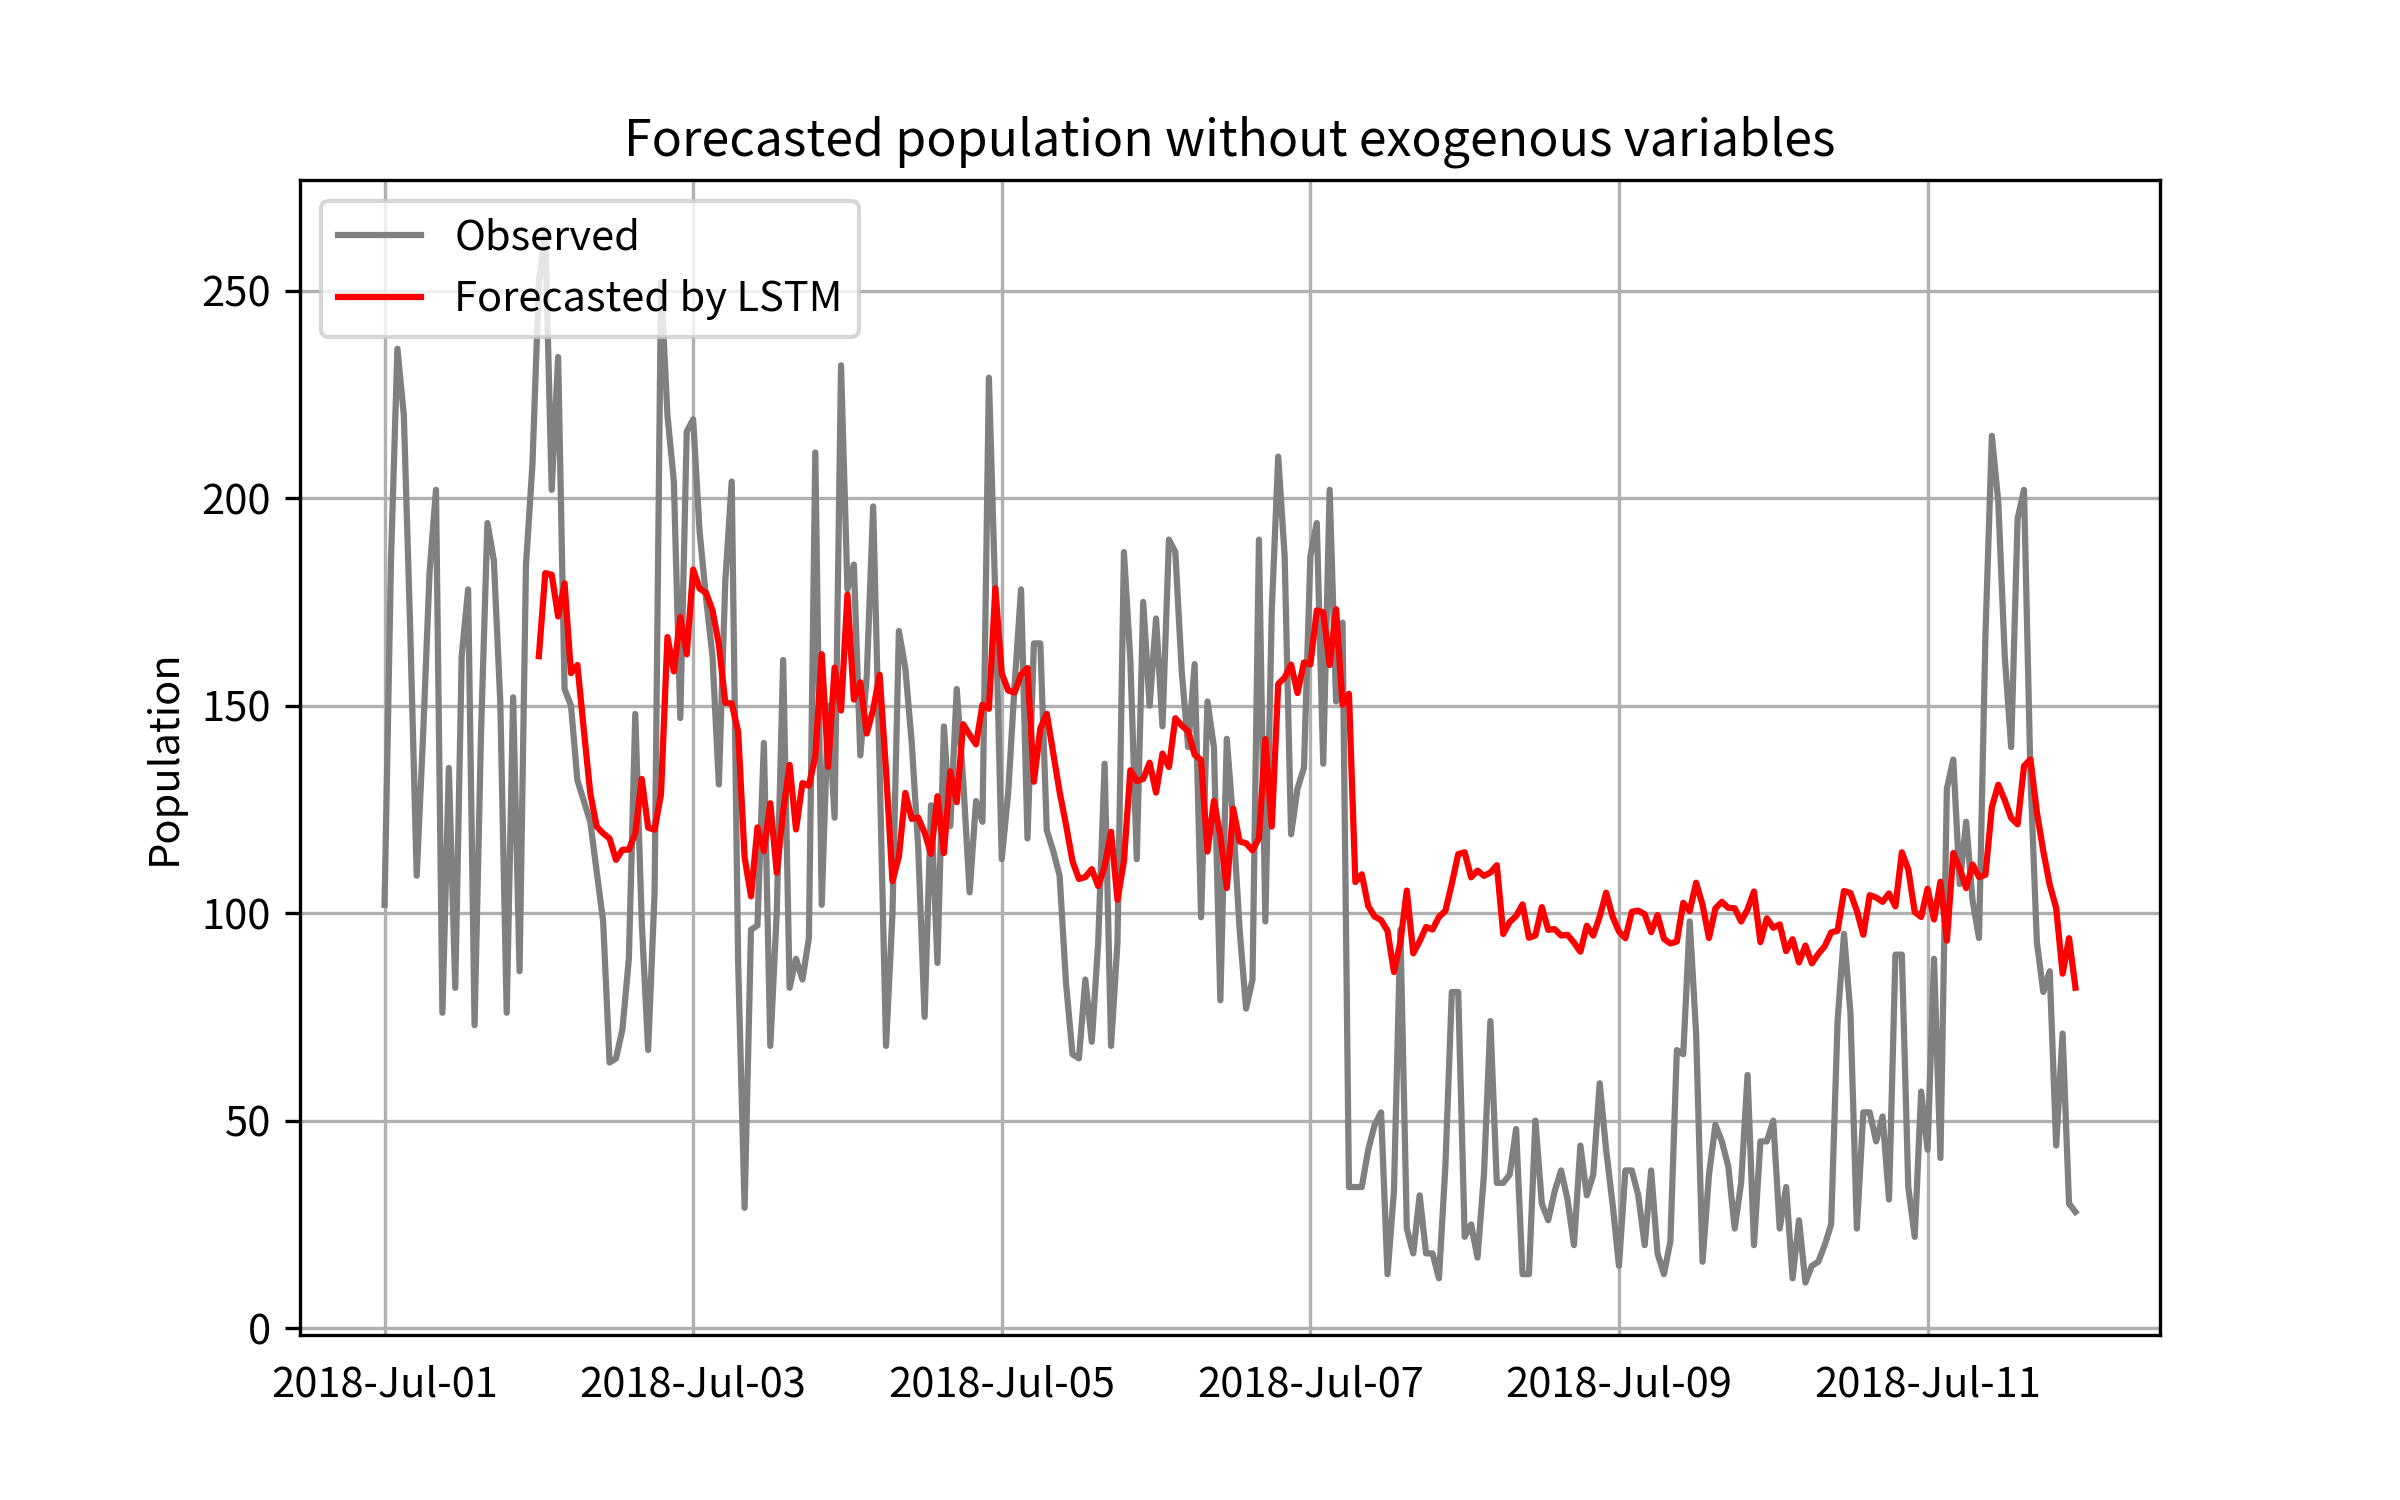 Forecasted population without exogenous variables
Observed
Forecasted by LSTM
Population
250
200
150
100
50
0
2018-Jul-01 2018-Jul-03 2018-Jul-05 2018-Jul-07 2018-Jul-09 2018-Jul-11